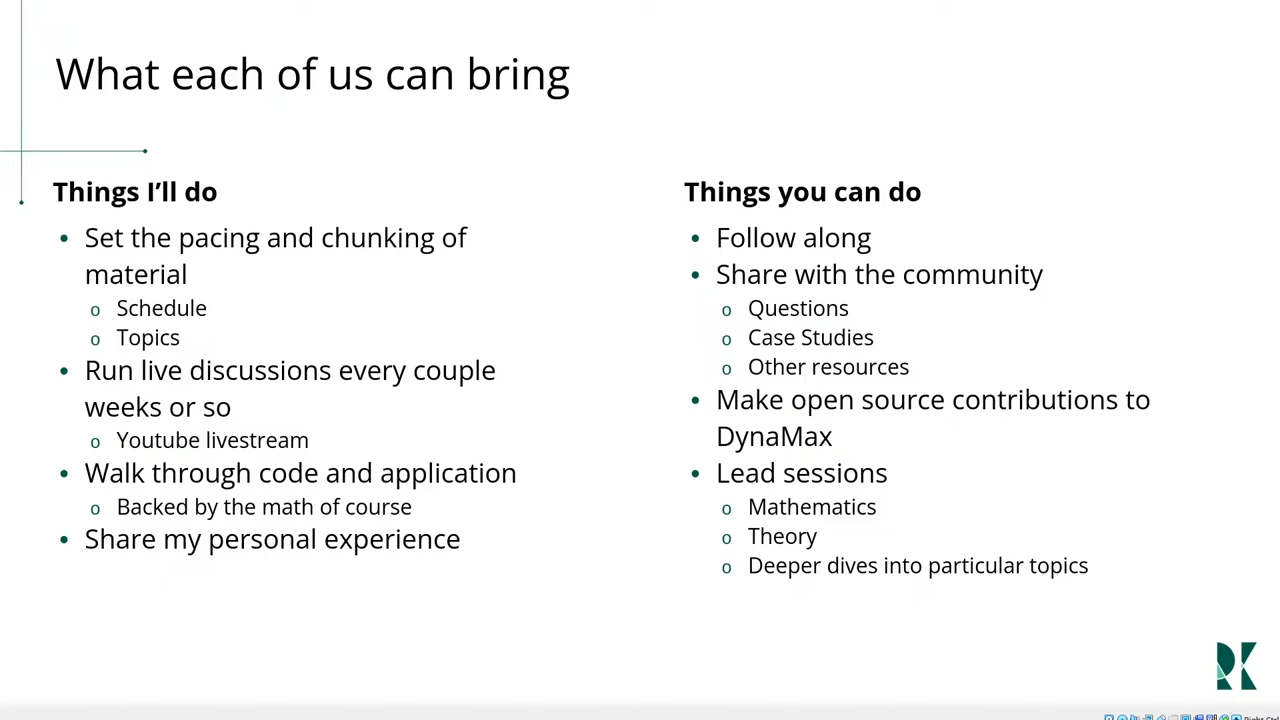 What each of us can bring
Things I’ll do
• Set the pacing and chunking of
material
o Schedule
o Topics
• Run live discussions every couple
weeks or so
o Youtube livestream
• Walk through code and application
o Backed by the math of course
• Share my personal experience
Things you can do
• Follow along
• Share with the community
o Questions
o Case Studies
o Other resources
• Make open source contributions to
DynaMax
• Lead sessions
o Mathematics
o Theory
o Deeper dives into particular topics
RK
Right Ctrl